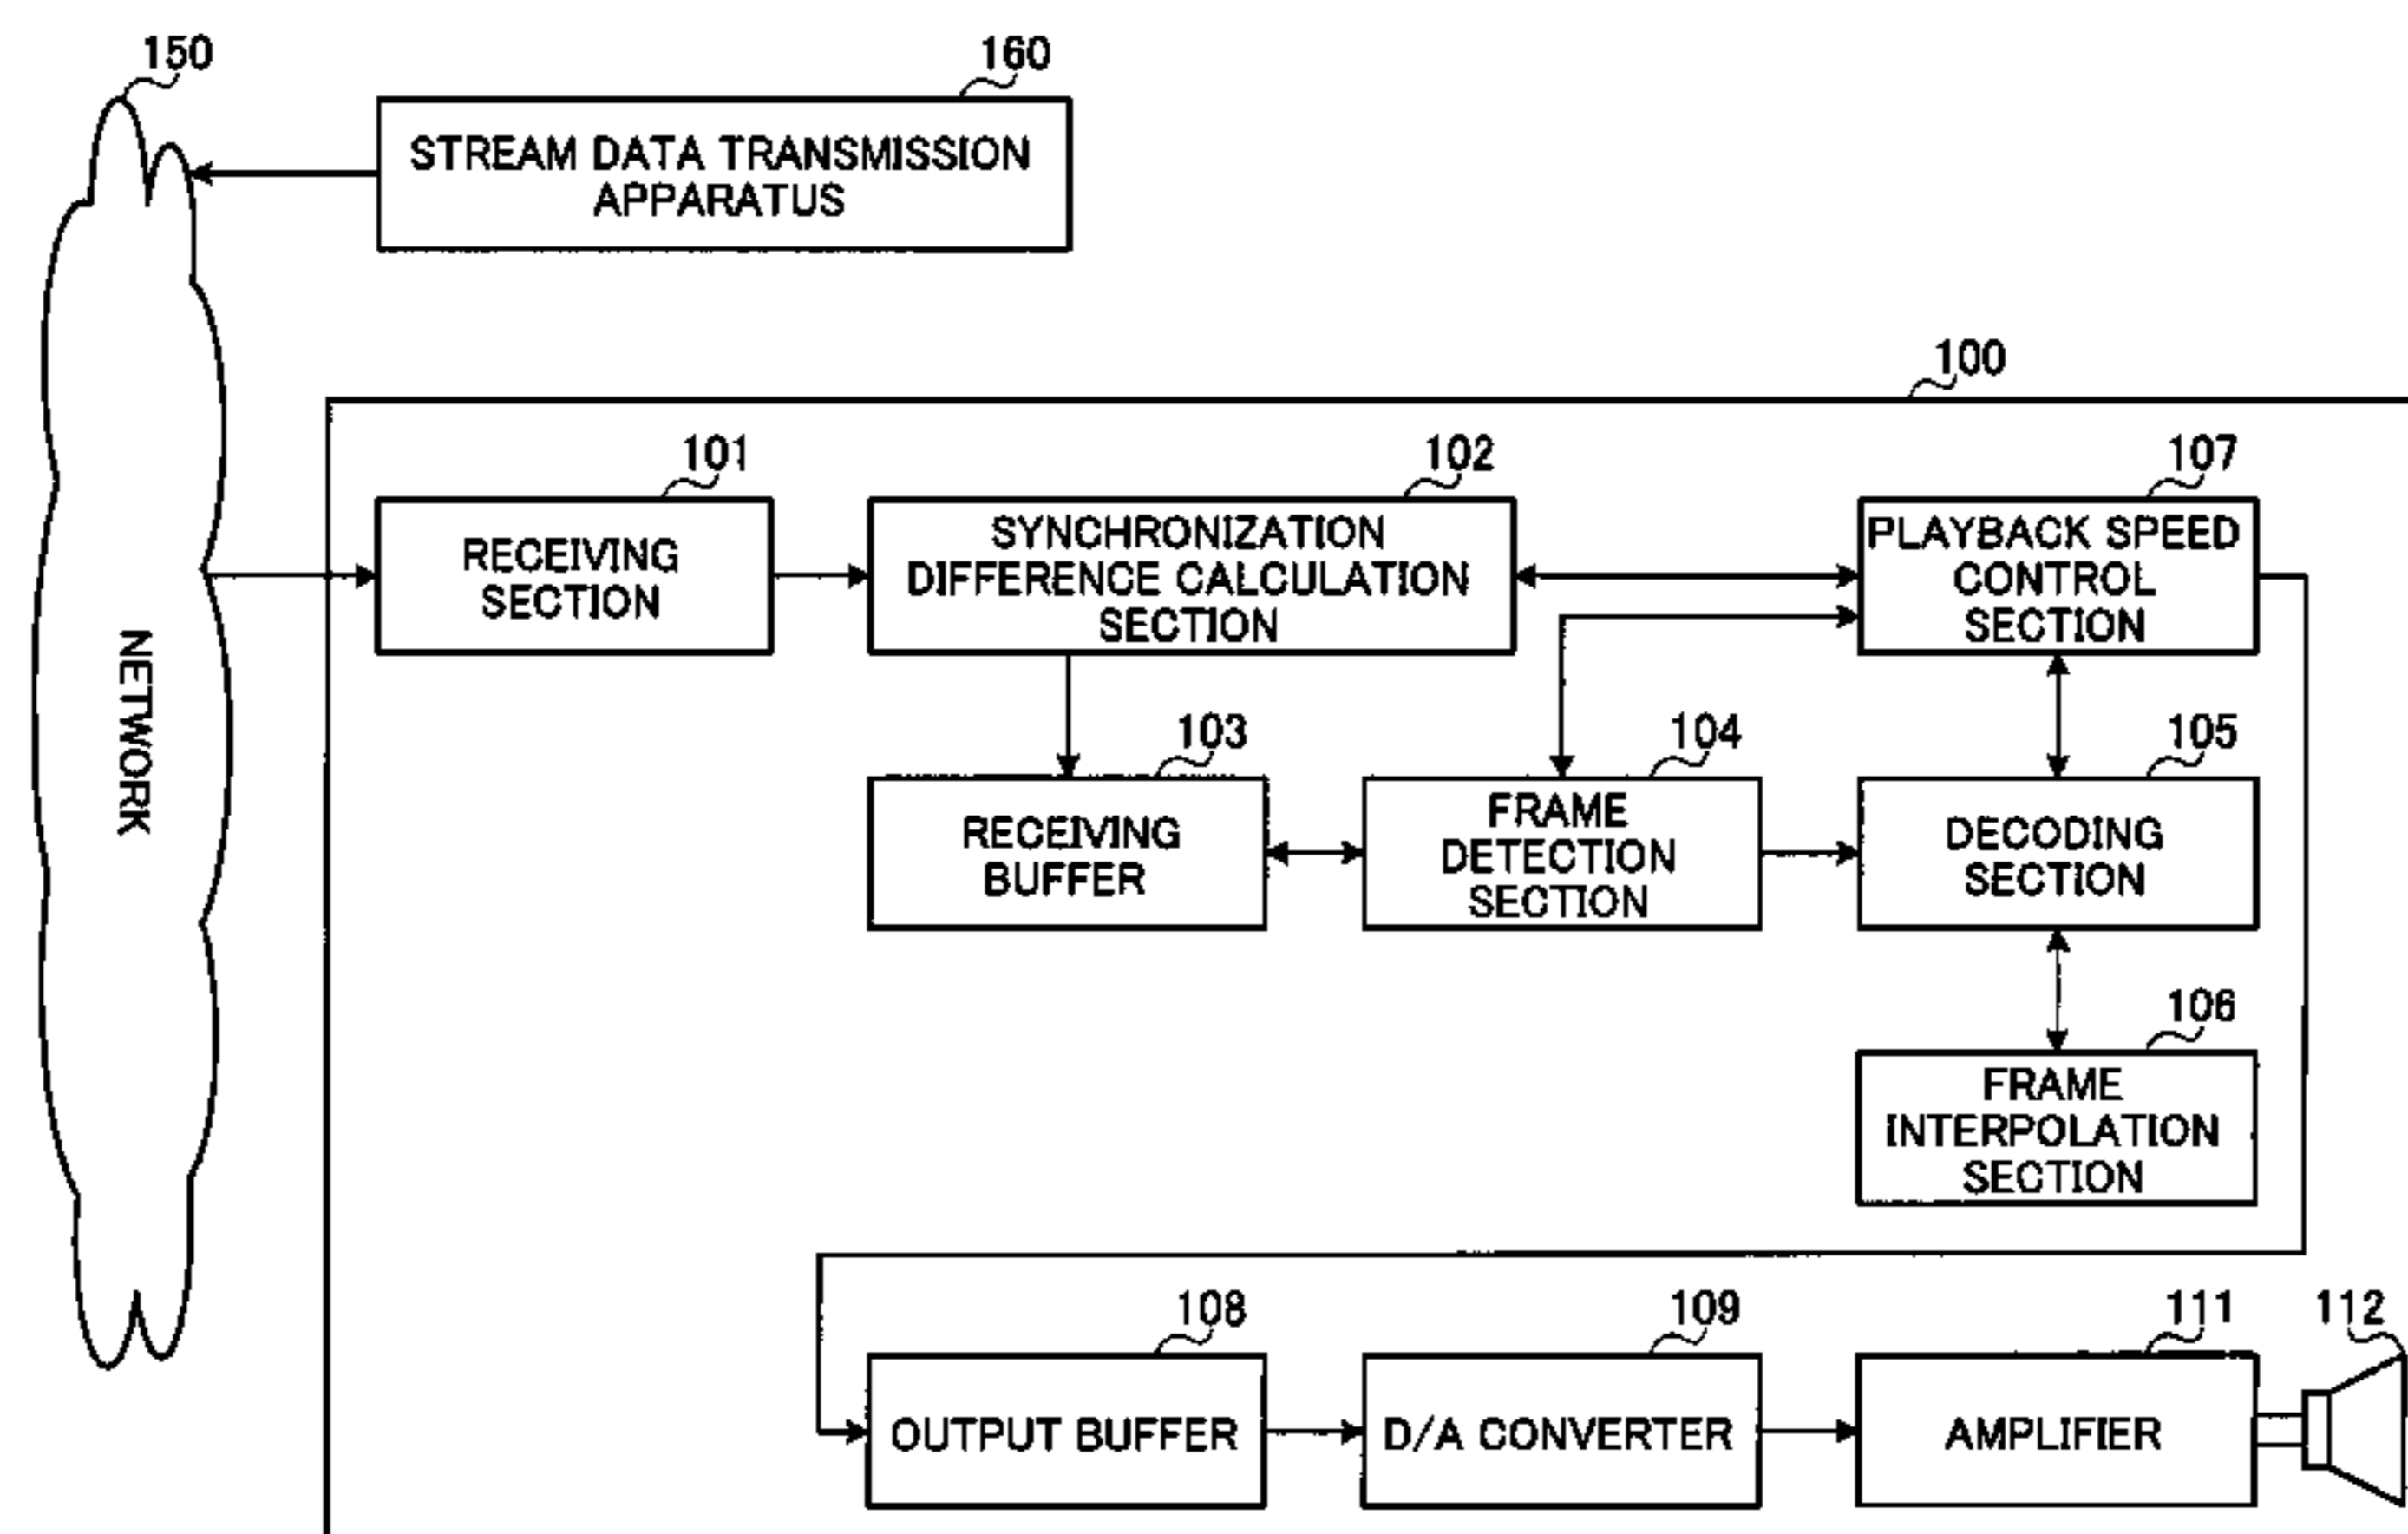 150
160
STREAM DATA TRANSMISSION
APPARATUS
100
101
102
107
RECEIVING
SECTION
SYNCHRONIZATION
DIFFERENCE CALCULATION
SECTION
PLAYBACK SPEED
CONTROL
SECTION
NETWORK
103
104
105
RECEIVING
BUFFER
FRAME
DETECTION
SECTION
DECODING
SECTION
106
FRAME
INTERPOLATION
SECTION
108
109
111
112
OUTPUT BUFFER
D/A CONVERTER
AMPLIFIER